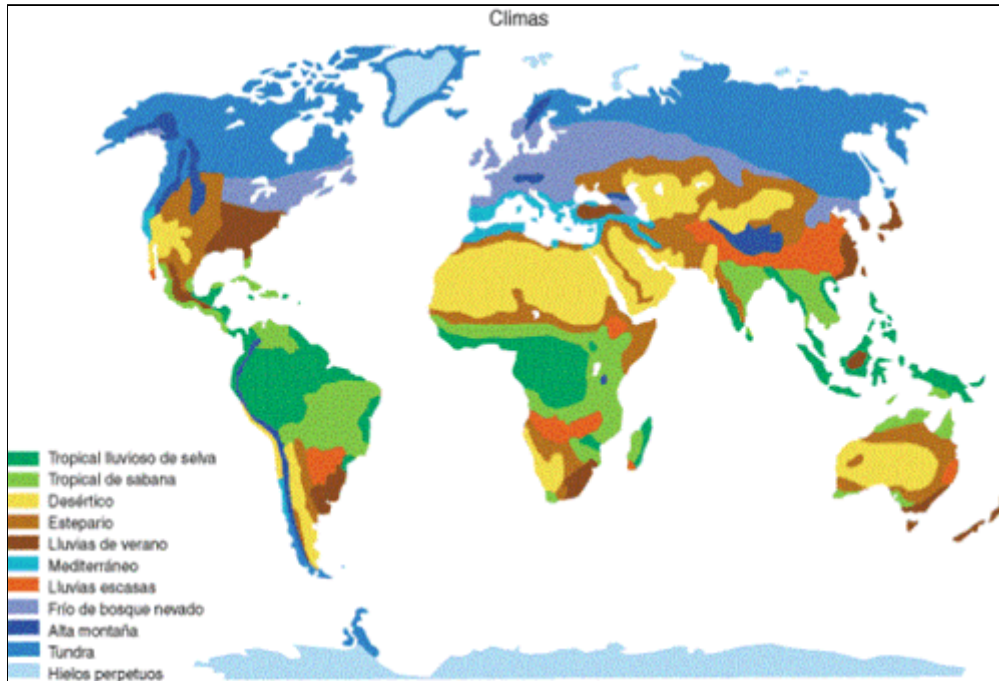 Climas
Tropical lluvioso de selva
Tropical de sabana
Desértico
Estepario
Lluvias de verano
Mediterráneo
Lluvias escasas
Frío de bosque nevado
Alta montaña
Tundra
Hielos perpetuos